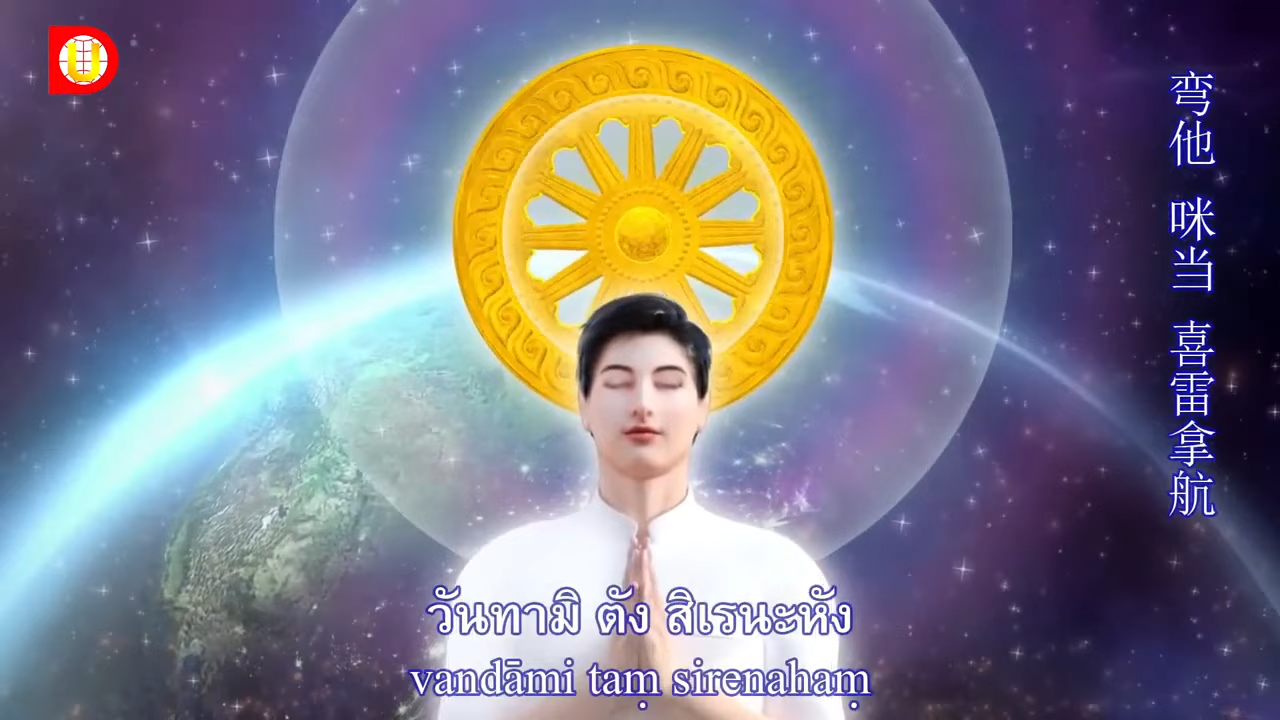 U
弯他 咪当 喜雷拿航
วันทามิ ตัง สิเรนะหัง
vandāmi taṃ sirenahaṃ